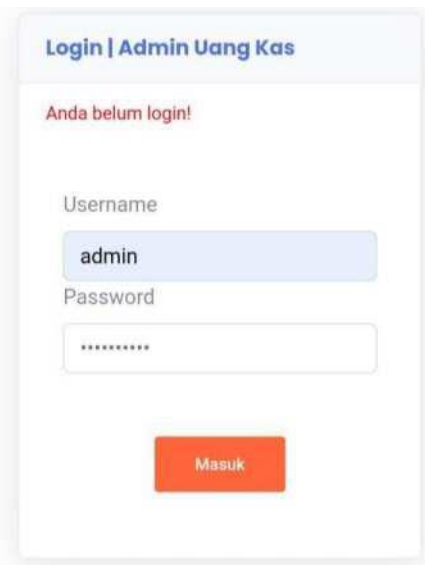 Login | Admin Uang Kas
Anda belum login!
Username
admin
Password
••••••••••
Masuk